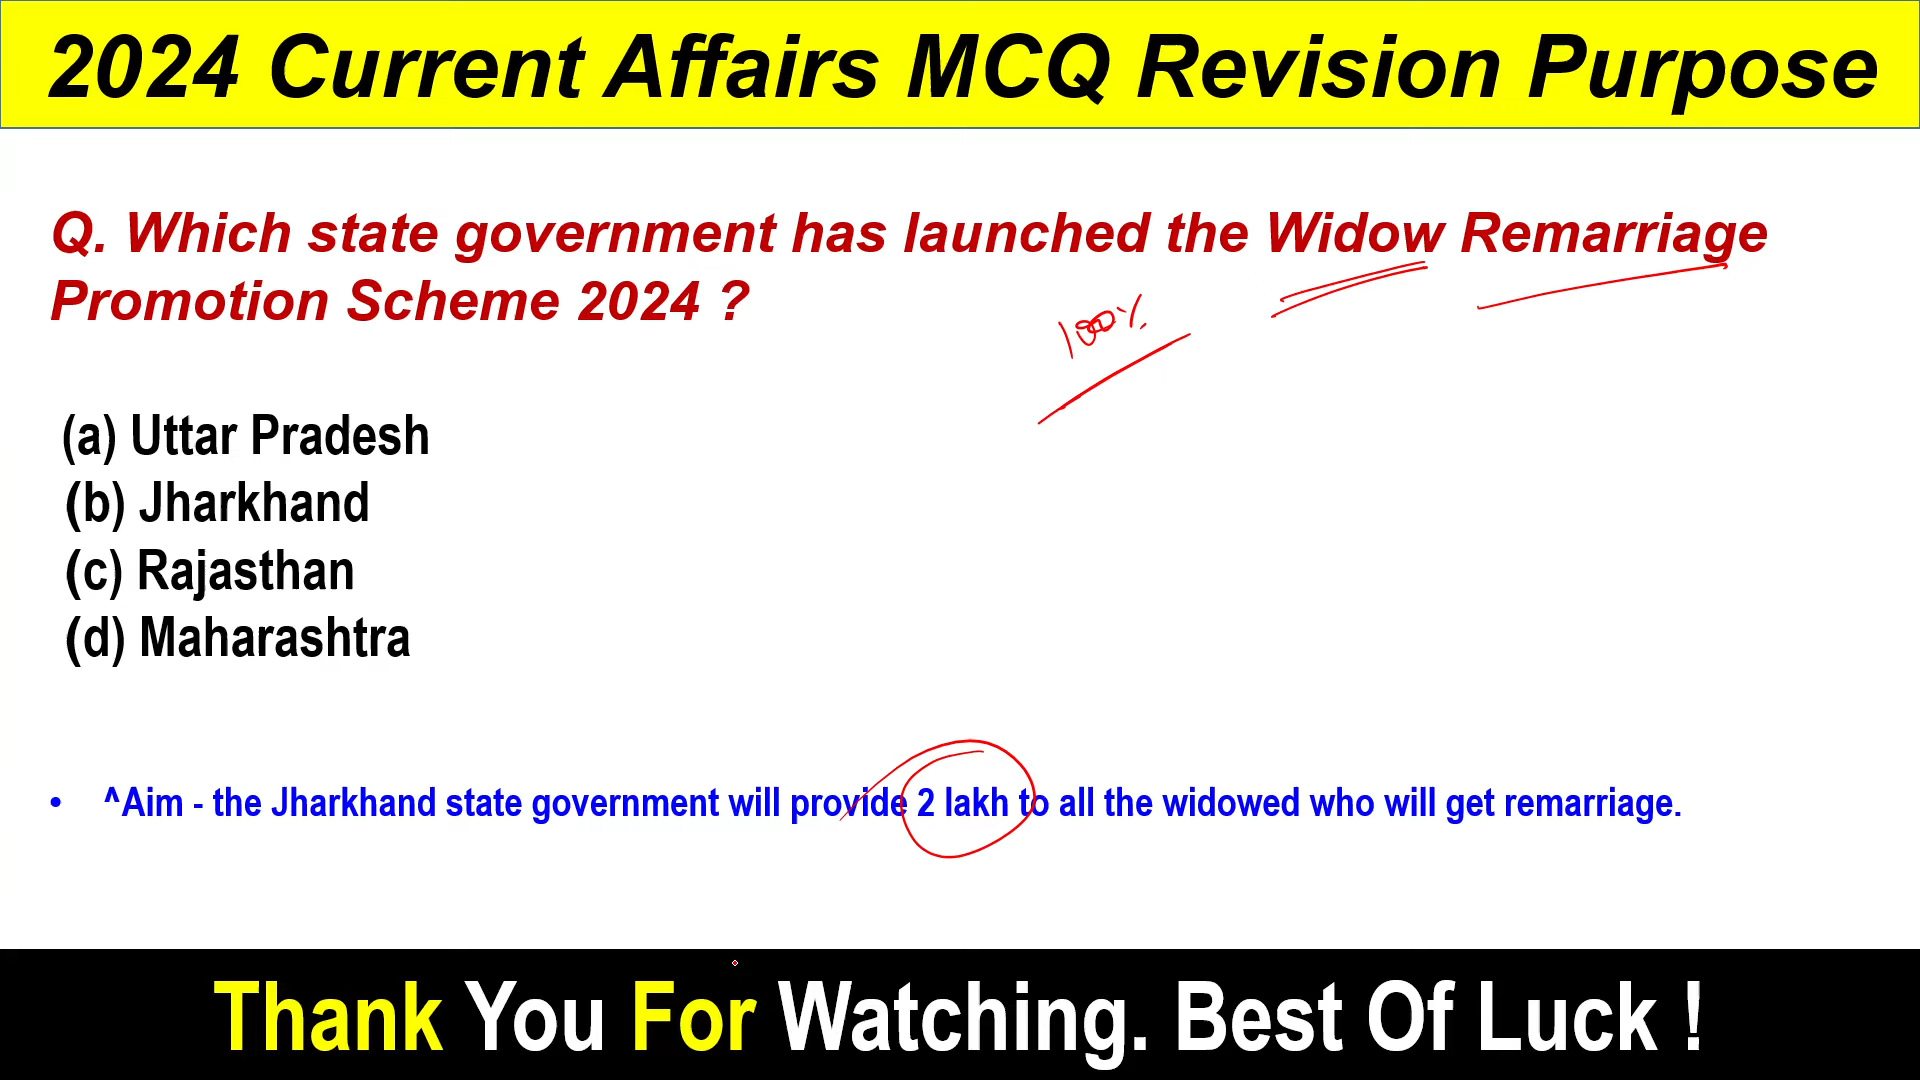 2024 Current Affairs MCQ Revision Purpose
Q. Which state government has launched the Widow Remarriage
Promotion Scheme 2024 ?
100%
(a) Uttar Pradesh
(b) Jharkhand
(c) Rajasthan
(d) Maharashtra
• ^Aim - the Jharkhand state government will provide 2 lakh to all the widowed who will get remarriage.
Thank You For Watching. Best Of Luck !